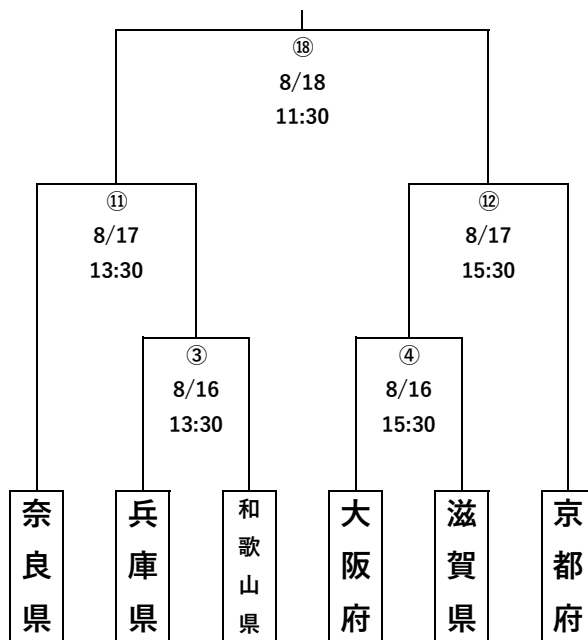 ⑱
8/18
11:30
⑪
8/17
13:30
⑫
8/17
15:30
③
8/16
13:30
④
8/16
15:30
奈良県
兵庫県
和歌山県
大阪府
滋賀県
京都府